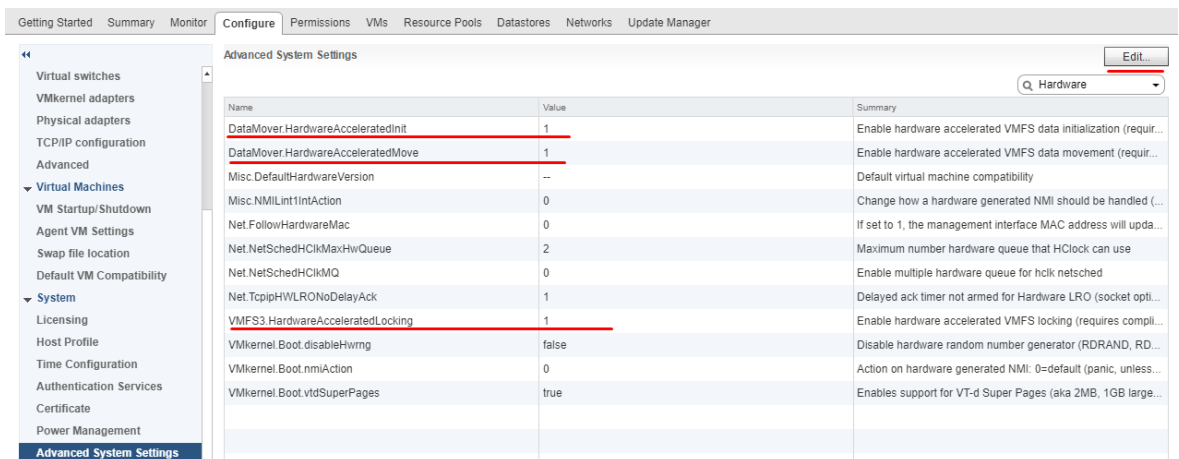 Getting Started Summary Monitor Configure Permissions VMs Resource Pools Datastores Networks Update Manager
Virtual switches
VMkernel adapters
Physical adapters
TCP/IP configuration
Advanced
Virtual Machines
VM Startup/Shutdown
Agent VM Settings
Swap file location
Default VM Compatibility
System
Licensing
Host Profile
Time Configuration
Authentication Services
Certificate
Power Management
Advanced System Settings
Advanced System Settings
Edit...
Hardware
Name Value Summary
DataMover.HardwareAcceleratedInit 1 Enable hardware accelerated VMFS data initialization (requir...
DataMover.HardwareAcceleratedMove 1 Enable hardware accelerated VMFS data movement (requir...
Misc.DefaultHardwareVersion -- Default virtual machine compatibility
Misc.NMILint1IntAction 0 Change how a hardware generated NMI should be handled (...
Net.FollowHardwareMac 0 If set to 1, the management interface MAC address will upda...
Net.NetSchedHClkMaxHwQueue 2 Maximum number hardware queue that HClock can use
Net.NetSchedHClkMQ 0 Enable multiple hardware queue for hclk netsched
Net.TcpipHWLRONoDelayAck 1 Delayed ack timer not armed for Hardware LRO (socket opti...
VMFS3.HardwareAcceleratedLocking 1 Enable hardware accelerated VMFS locking (requires compli...
VMkernel.Boot.disableHwrng false Disable hardware random number generator (RDRAND, RD...
VMkernel.Boot.nmiAction 0 Action on hardware generated NMI: 0=default (panic, unless...
VMkernel.Boot.vtdSuperPages true Enables support for VT-d Super Pages (aka 2MB, 1GB large...